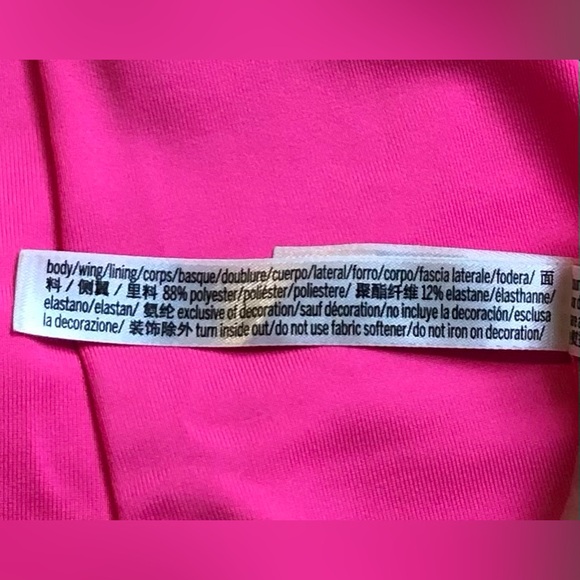 body/wing/lining/corps/basque/doublure/cuerpo/lateral/forro/corpo/fascia laterale/fodera/ 面
料 / 侧翼 / 里料 88% polyester/poliéster/poliestere/ 聚酯纤维 12% elastane/élasthanne/
elastano/elastan/ 氨纶 exclusive of decoration/sauf décoration/no incluye la decoración/esclusa
la decorazione/ 装饰除外 turn inside out/do not use fabric softener/do not iron on decoration/